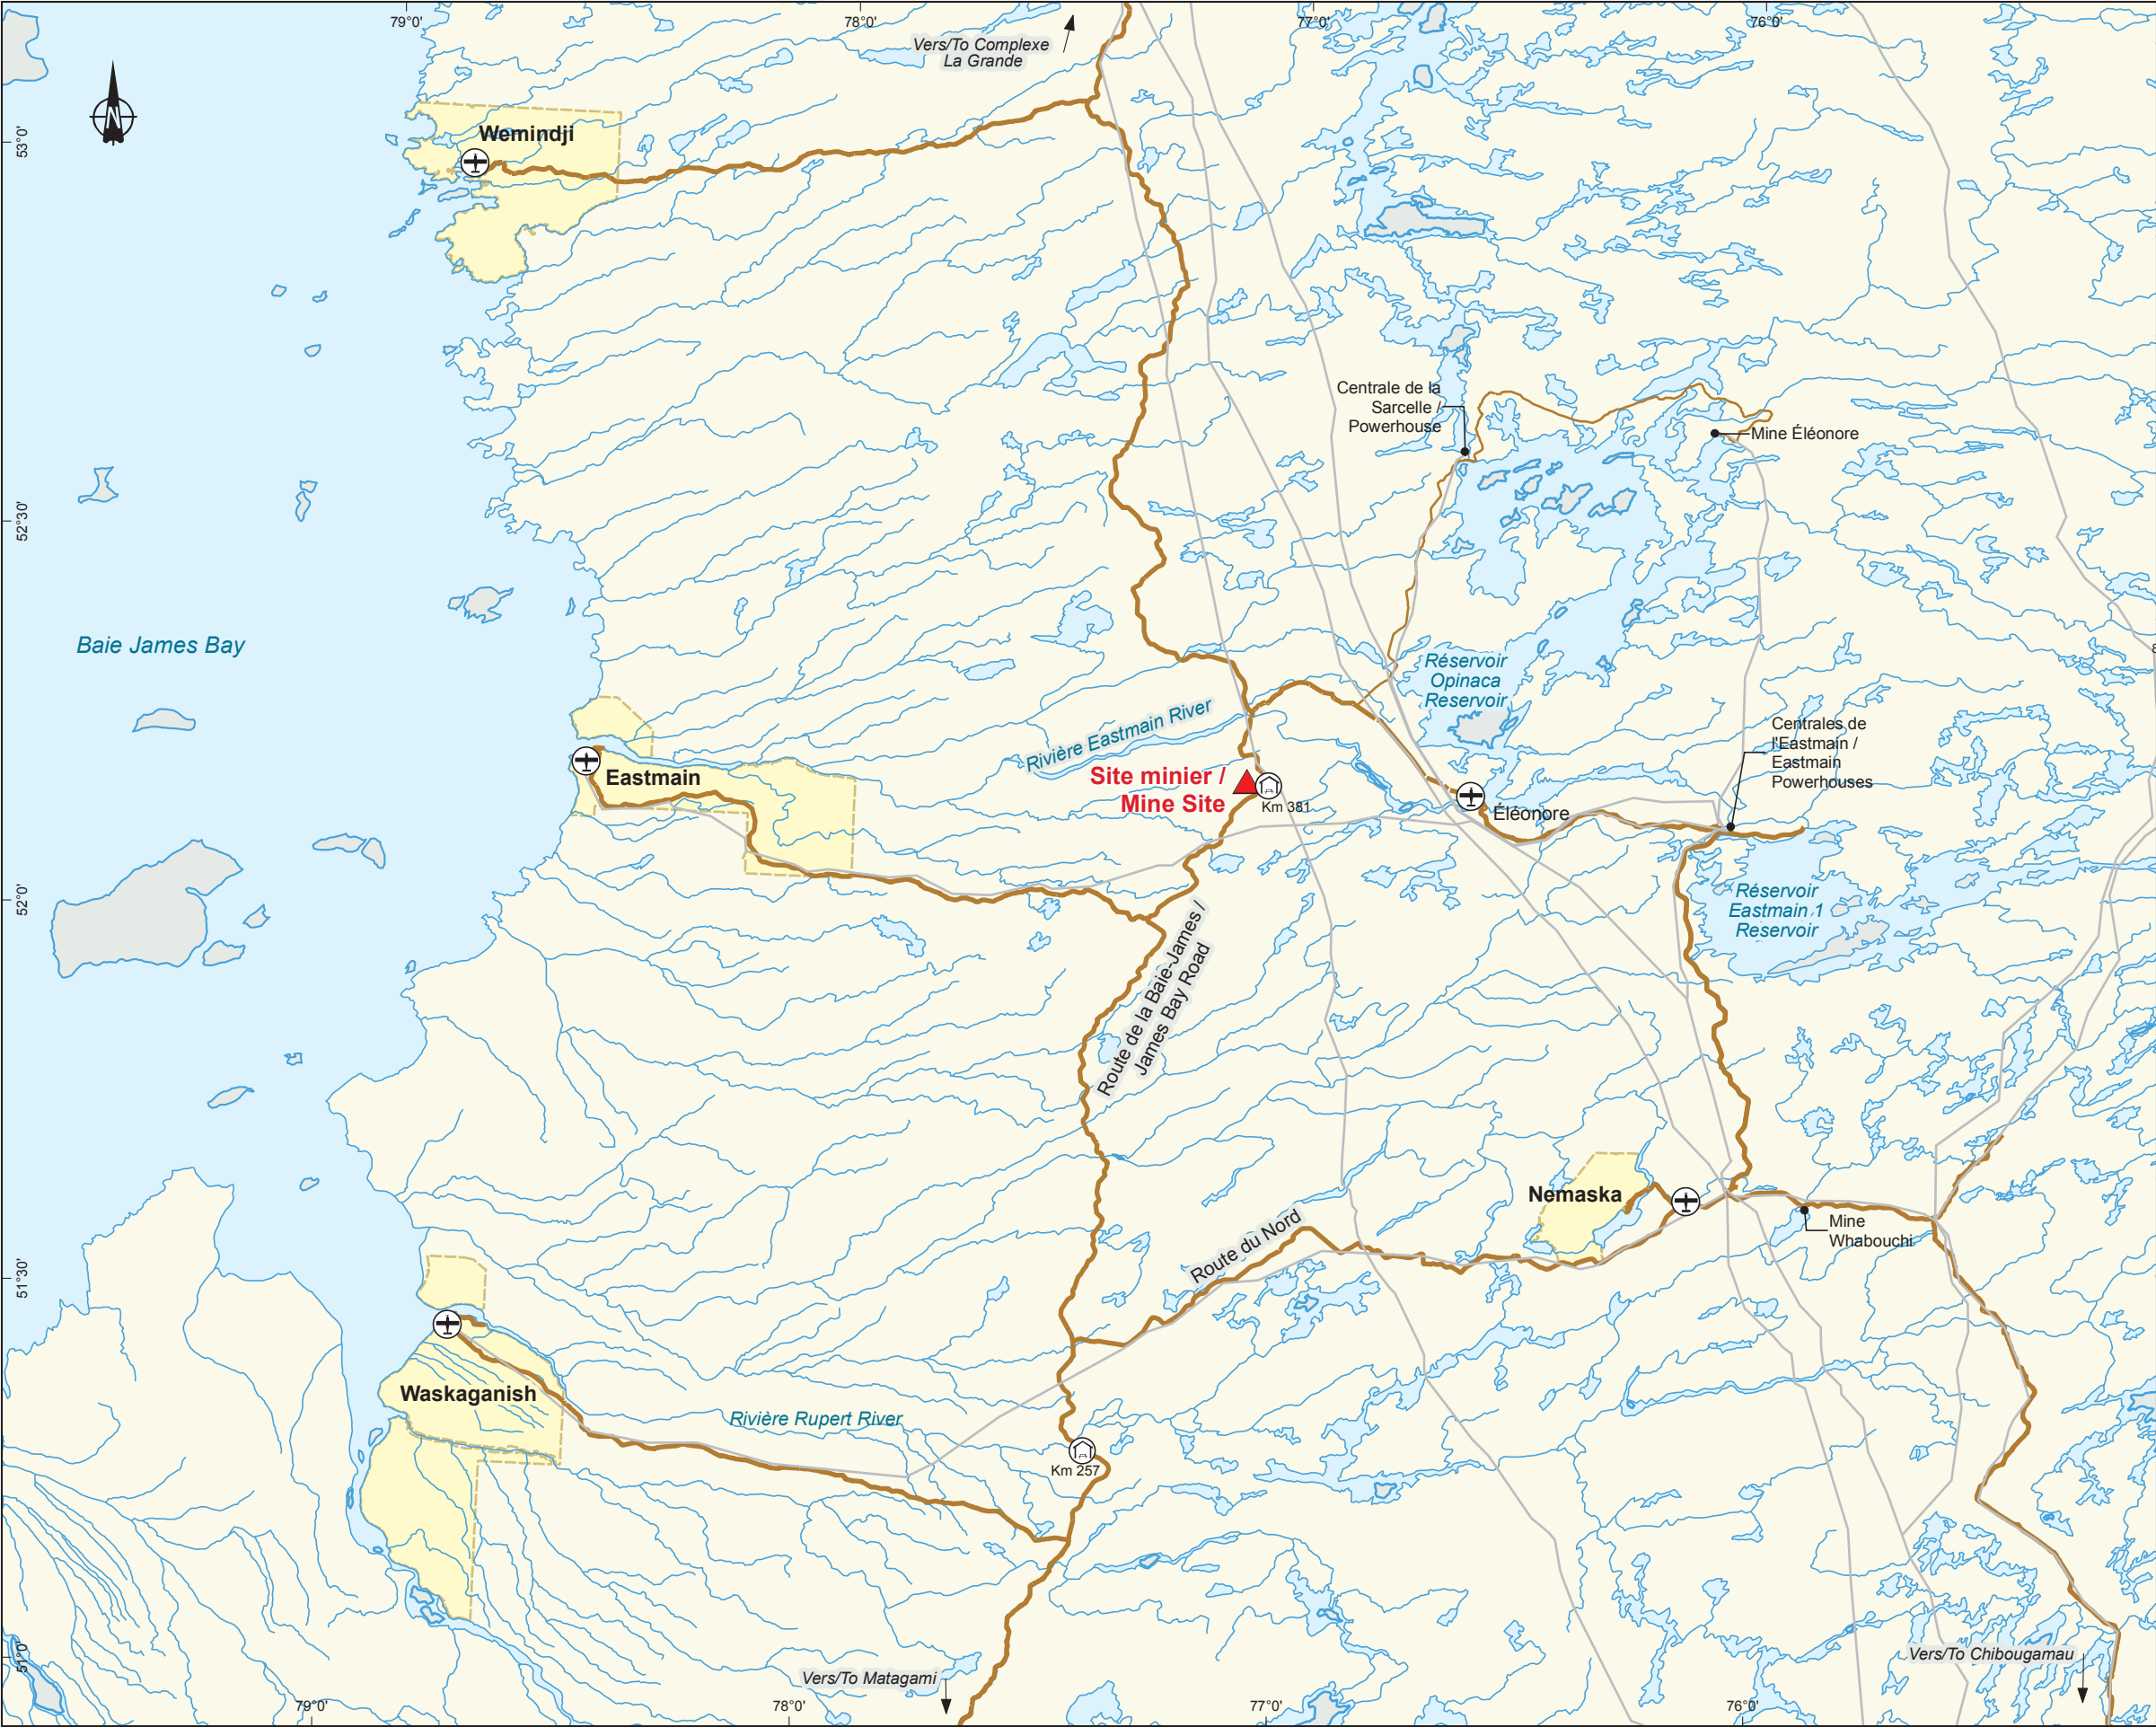 79°0'
78°0'
77°0'
76°0'
Vers/To Complexe
La Grande
N
53°0'
Wemindji
Centrale de la
Sarcelle /
Powerhouse
Mine Éléonore
52°30'
Baie James Bay
Réservoir
Opinaca
Reservoir
Rivière Eastmain River
Centrales de
l'Eastmain /
Eastmain
Powerhouses
Eastmain
Site minier /
Mine Site
Km 381
Éléonore
52°0'
Réservoir
Eastmain 1
Reservoir
Route de la Baie-James /
James Bay Road
Nemaska
Mine
Whabouchi
Route du Nord
51°30'
Waskaganish
Rivière Rupert River
Km 257
51°0'
Vers/To Matagami
Vers/To Chibougamau
79°0'
78°0'
77°0'
76°0'